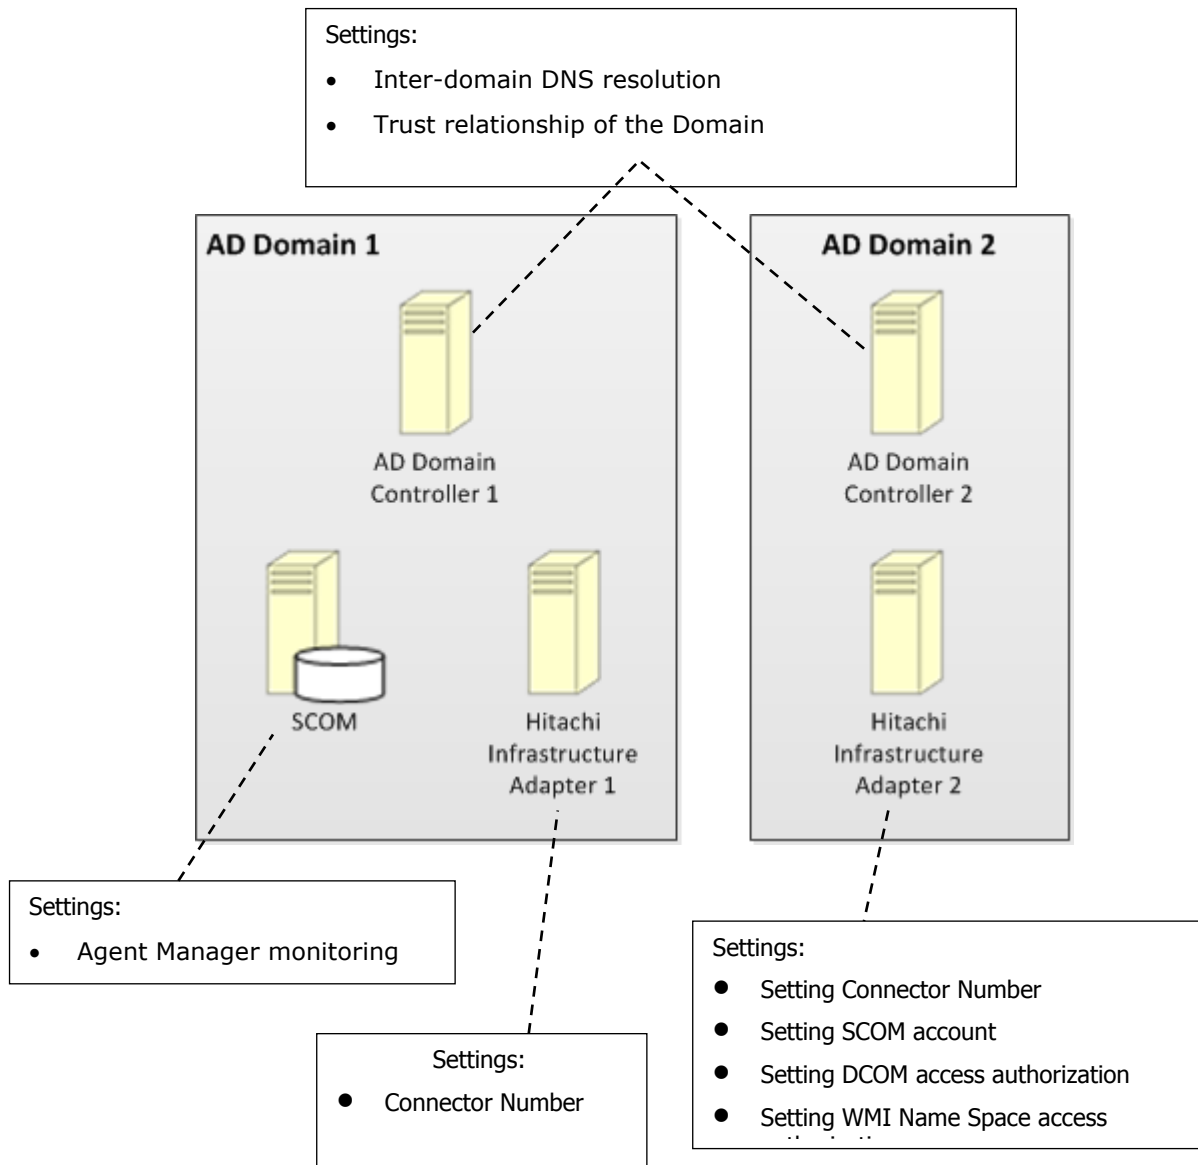 Settings:
• Inter-domain DNS resolution
• Trust relationship of the Domain
AD Domain 1
AD Domain 2
AD Domain
Controller 1
AD Domain
Controller 2
SCOM
Hitachi
Infrastructure
Adapter 1
Hitachi
Infrastructure
Adapter 2
Settings:
• Agent Manager monitoring
Settings:
● Connector Number
Settings:
● Setting Connector Number
● Setting SCOM account
● Setting DCOM access authorization
● Setting WMI Name Space access